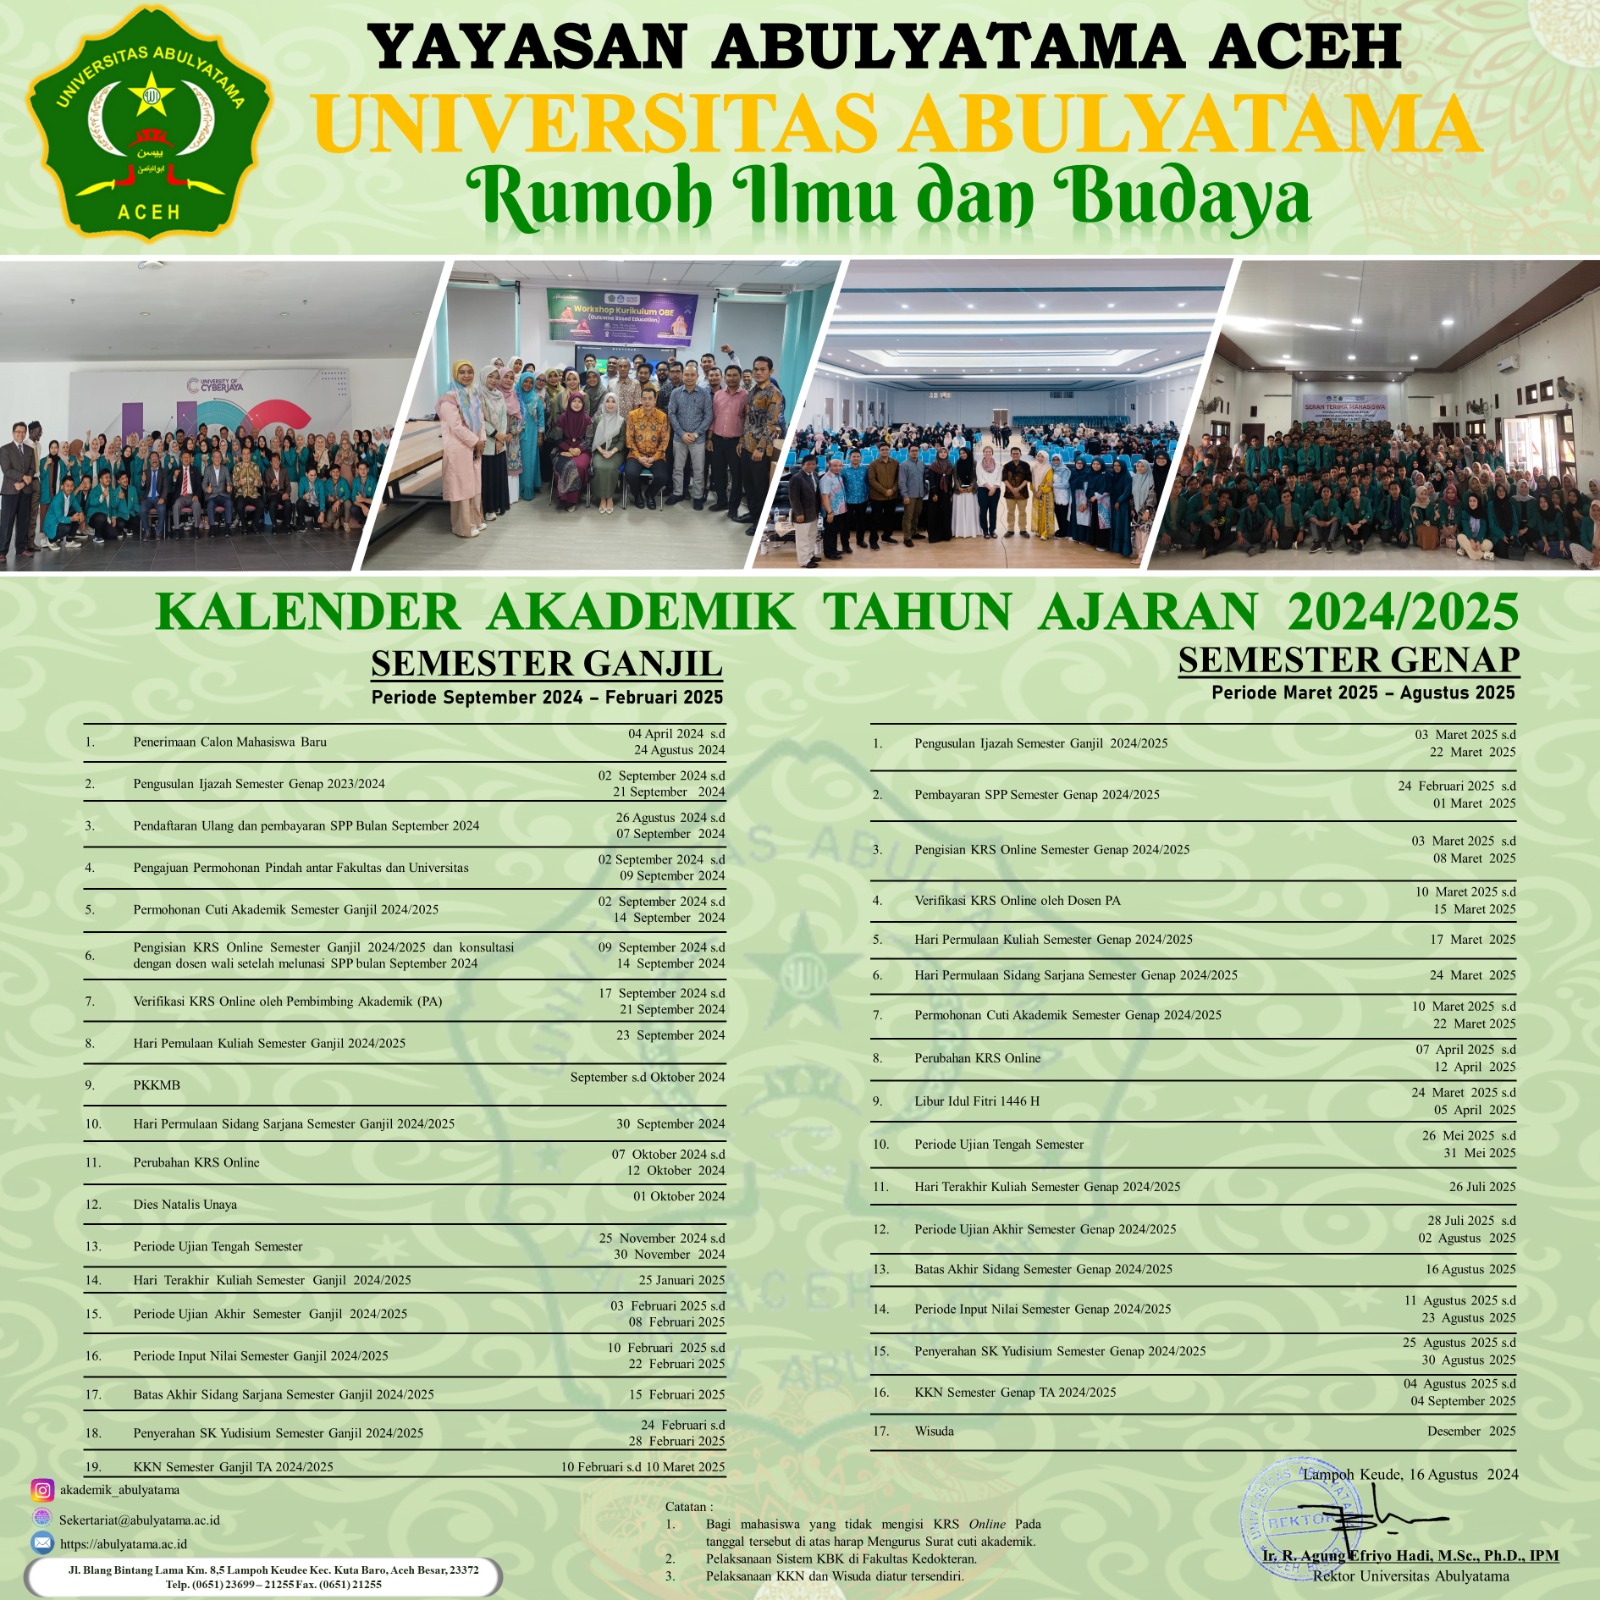 UNIVERSITAS ABULYATAMA
ACEH
YAYASAN ABULYATAMA ACEH
UNIVERSITAS ABULYATAMA
Rumoh Ilmu dan Budaya
UNIVERSITY OF
CYBERJAYA
Workshop Kurikulum OBE
(Outcome Based Education)
SERAH TERIMA MAHASISWA
KALENDER AKADEMIK TAHUN AJARAN 2024/2025
SEMESTER GANJIL
Periode September 2024 – Februari 2025
1. Penerimaan Calon Mahasiswa Baru 04 April 2024 s.d
24 Agustus 2024
2. Pengusulan Ijazah Semester Genap 2023/2024 02 September 2024 s.d
21 September 2024
3. Pendaftaran Ulang dan pembayaran SPP Bulan September 2024 26 Agustus 2024 s.d
07 September 2024
4. Pengajuan Permohonan Pindah antar Fakultas dan Universitas 02 September 2024 s.d
09 September 2024
5. Permohonan Cuti Akademik Semester Ganjil 2024/2025 02 September 2024 s.d
14 September 2024
6. Pengisian KRS Online Semester Ganjil 2024/2025 dan konsultasi 09 September 2024 s.d
dengan dosen wali setelah melunasi SPP bulan September 2024 14 September 2024
7. Verifikasi KRS Online oleh Pembimbing Akademik (PA) 17 September 2024 s.d
21 September 2024
8. Hari Pemulaan Kuliah Semester Ganjil 2024/2025 23 September 2024
9. PKKMB September s.d Oktober 2024
10. Hari Permulaan Sidang Sarjana Semester Ganjil 2024/2025 30 September 2024
11. Perubahan KRS Online 07 Oktober 2024 s.d
12 Oktober 2024
12. Dies Natalis Unaya 01 Oktober 2024
13. Periode Ujian Tengah Semester 25 November 2024 s.d
30 November 2024
14. Hari Terakhir Kuliah Semester Ganjil 2024/2025 25 Januari 2025
15. Periode Ujian Akhir Semester Ganjil 2024/2025 03 Februari 2025 s.d
08 Februari 2025
16. Periode Input Nilai Semester Ganjil 2024/2025 10 Februari 2025 s.d
22 Februari 2025
17. Batas Akhir Sidang Sarjana Semester Ganjil 2024/2025 15 Februari 2025
18. Penyerahan SK Yudisium Semester Ganjil 2024/2025 24 Februari s.d
28 Februari 2025
19. KKN Semester Ganjil TA 2024/2025 10 Februari s.d 10 Maret 2025
SEMESTER GENAP
Periode Maret 2025 – Agustus 2025
1. Pengusulan Ijazah Semester Ganjil 2024/2025 03 Maret 2025 s.d
22 Maret 2025
2. Pembayaran SPP Semester Genap 2024/2025 24 Februari 2025 s.d
01 Maret 2025
3. Pengisian KRS Online Semester Genap 2024/2025 03 Maret 2025 s.d
08 Maret 2025
4. Verifikasi KRS Online oleh Dosen PA 10 Maret 2025 s.d
15 Maret 2025
5. Hari Permulaan Kuliah Semester Genap 2024/2025 17 Maret 2025
6. Hari Permulaan Sidang Sarjana Semester Genap 2024/2025 24 Maret 2025
7. Permohonan Cuti Akademik Semester Genap 2024/2025 10 Maret 2025 s.d
22 Maret 2025
8. Perubahan KRS Online 07 April 2025 s.d
12 April 2025
9. Libur Idul Fitri 1446 H 24 Maret 2025 s.d
05 April 2025
10. Periode Ujian Tengah Semester 26 Mei 2025 s.d
31 Mei 2025
11. Hari Terakhir Kuliah Semester Genap 2024/2025 26 Juli 2025
12. Periode Ujian Akhir Semester Genap 2024/2025 28 Juli 2025 s.d
02 Agustus 2025
13. Batas Akhir Sidang Semester Genap 2024/2025 16 Agustus 2025
14. Periode Input Nilai Semester Genap 2024/2025 11 Agustus 2025 s.d
23 Agustus 2025
15. Penyerahan SK Yudisium Semester Genap 2024/2025 25 Agustus 2025 s.d
30 Agustus 2025
16. KKN Semester Genap TA 2024/2025 04 Agustus 2025 s.d
04 September 2025
17. Wisuda Desember 2025
akademik_abulyatama
Sekertariat@abulyatama.ac.id
https://abulyatama.ac.id
Jl. Blang Bintang Lama Km. 8,5 Lampoh Keudee Kec. Kuta Baro, Aceh Besar, 23372
Telp. (0651) 23699 – 21255 Fax. (0651) 21255
Catatan :
1. Bagi mahasiswa yang tidak mengisi KRS Online Pada
tanggal tersebut di atas harap Mengurus Surat cuti akademik.
2. Pelaksanaan Sistem KBK di Fakultas Kedokteran.
3. Pelaksanaan KKN dan Wisuda diatur tersendiri.
Lampoh Keude, 16 Agustus 2024
REKTOR
Ir. R. Agung Efriyo Hadi, M.Sc., Ph.D., IPM
Rektor Universitas Abulyatama